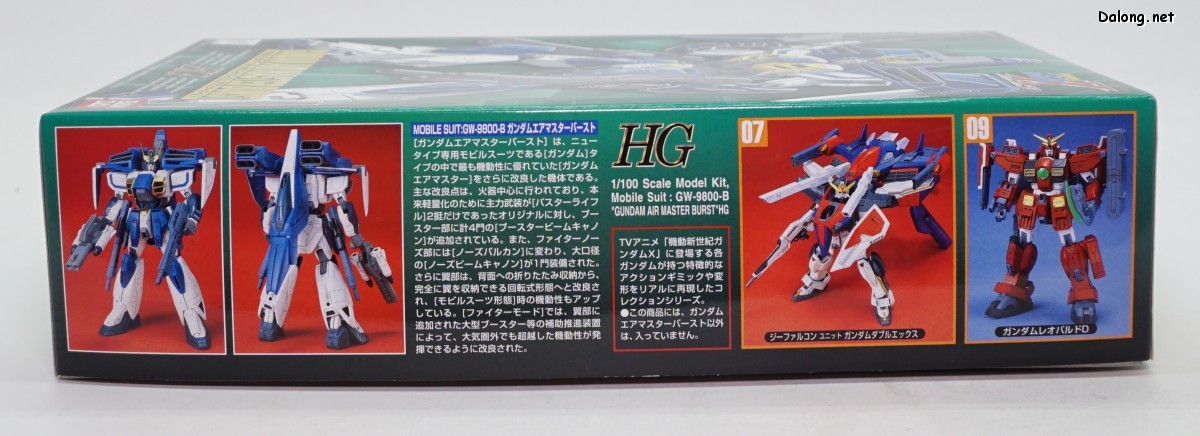 Dalong.net
MOBILE SUIT:GW-9800-B ガンダムエアマスターバースト
[ガンダムエアマスターバースト]は、ニュー
タイプ専用モビルスーツである[ガンダム]タ
イプの中で最も機動性に優れていた[ガンダム
エアマスター]をさらに改良した機体である。
主な改良点は、火器中心に行われており、本
来軽量化のために主力武装が[バスターライ
フル]2挺だけであったオリジナルに対し、ブー
スター部に計4門の[ブースタービームキャノ
ン]が追加されている。また、ファイターノー
ズ部には[ノーズバルカン]に変わり、大口径
の[ノーズビームキャノン]が1門装備される。
さらに翼部は、背面への折りたたみ収納から、
完全に翼を収納できる回転式形態へと改良さ
れ、[モビルスーツ形態]時の機動性もアップ
している。[ファイターモード]では、翼部に
追加された大型ブースター等の補助推進装置
によって、大気圏外でも超越した機動性が発
揮できるように改良された。
HG
1/100 Scale Model Kit,
Mobile Suit : GW-9800-B
"GUNDAM AIR MASTER BURST"HG
TVアニメ「機動新世紀ガ
ンダムX」に登場する各
ガンダムが持つ特徴的な
アクションギミックや変
形をリアルに再現したコ
レクションシリーズ。
●この商品には、ガンダム
エアマスターバースト以外
は、入っていません。
07
ジーファルコン ユニット ガンダムダブルエックス
09
ガンダムレオパルドD